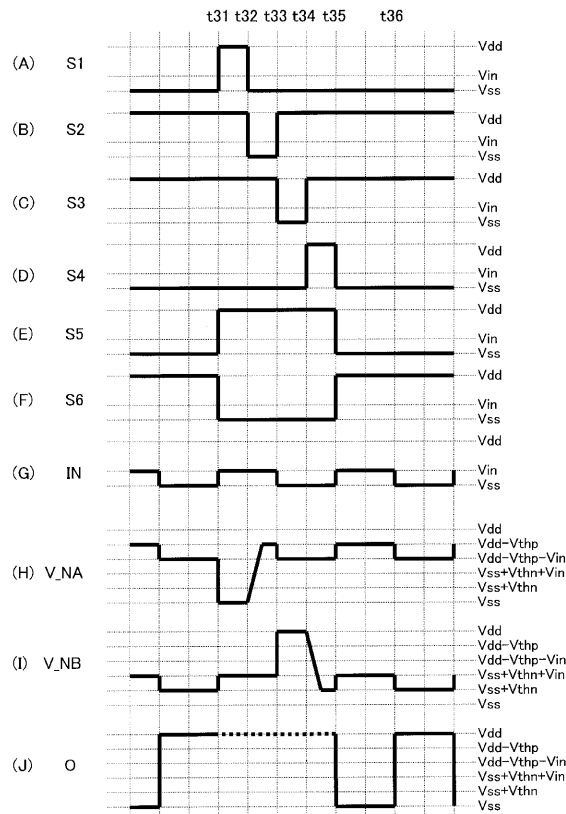 t31 t32 t33 t34 t35 t36
Vdd
(A) S1
Vin
Vss
Vdd
(B) S2
Vin
Vss
Vdd
(C) S3
Vin
Vss
Vdd
(D) S4
Vin
Vss
Vdd
(E) S5
Vin
Vss
Vdd
(F) S6
Vin
Vss
Vdd
(G) IN
Vin
Vss
Vdd
Vdd-Vthp
(H) V_NA
Vdd-Vthp-Vin
Vss+Vthn+Vin
Vss+Vthn
Vss
Vdd
Vdd-Vthp
(I) V_NB
Vdd-Vthp-Vin
Vss+Vthn+Vin
Vss+Vthn
Vss
Vdd
Vdd-Vthp
(J) O
Vdd-Vthp-Vin
Vss+Vthn+Vin
Vss+Vthn
Vss